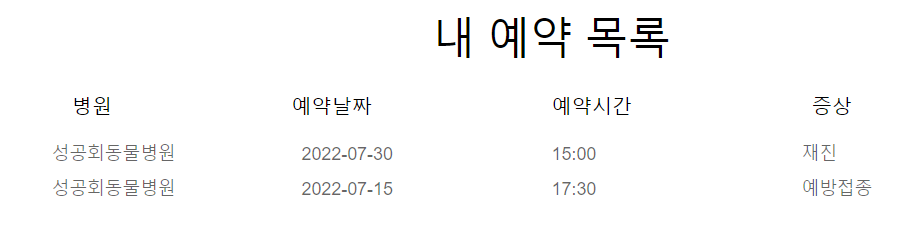 내 예약 목록
병원 예약날짜 예약시간 증상
성공회동물병원 2022-07-30 15:00 재진
성공회동물병원 2022-07-15 17:30 예방접종